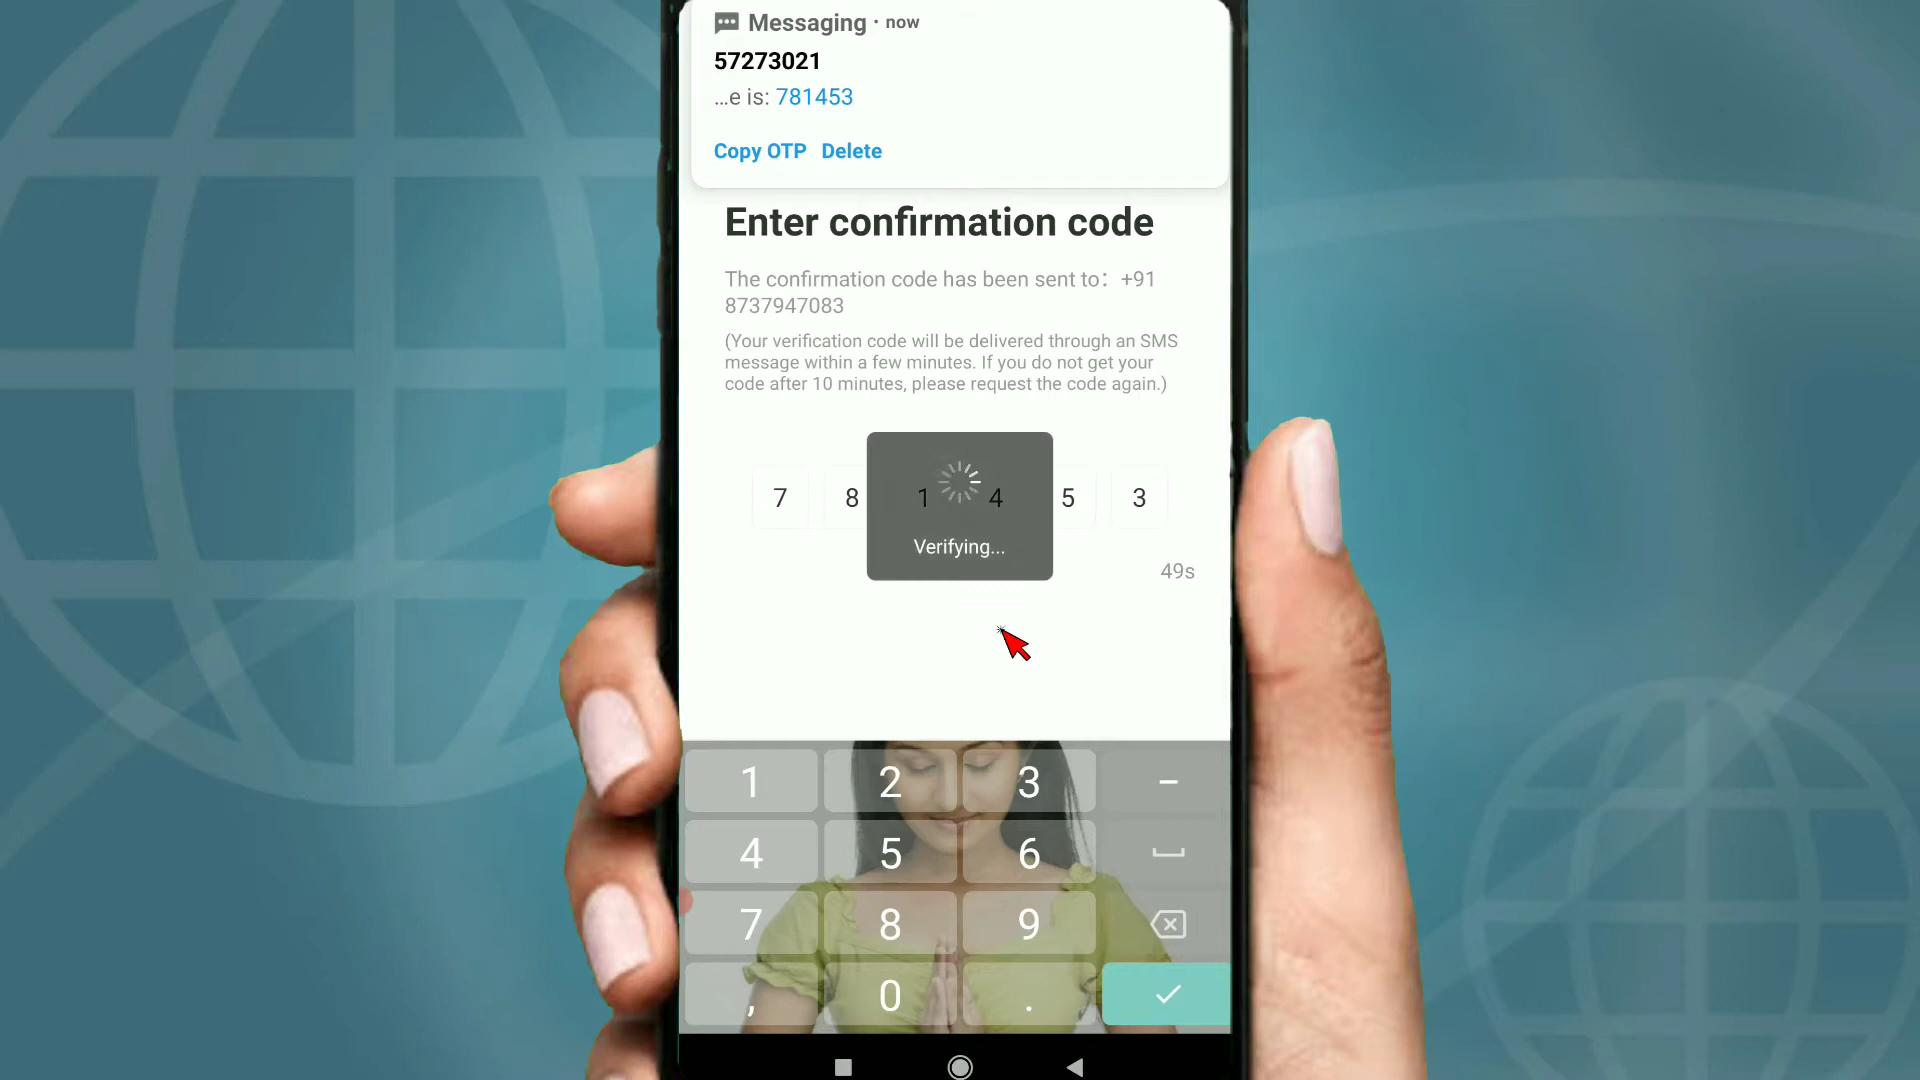 Messaging · now
57273021
...e is: 781453
Copy OTP Delete
Enter confirmation code
The confirmation code has been sent to: +91
8737947083
(Your verification code will be delivered through an SMS
message within a few minutes. If you do not get your
code after 10 minutes, please request the code again.)
7 8 1 4 5 3
Verifying...
49s
1 2 3 -
4 5 6
7 8 9
, 0 .